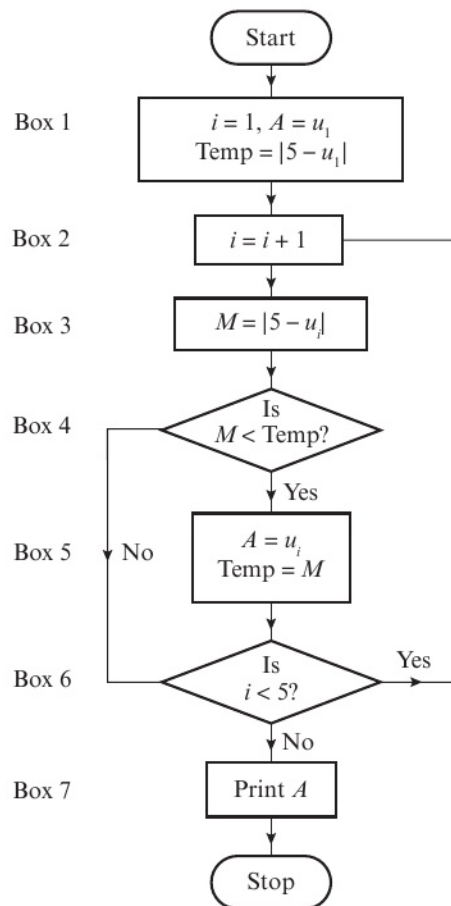 Start
Box 1
i = 1, A = u₁
Temp = |5 − u₁|
Box 2
i = i + 1
Box 3
M = |5 − uᵢ|
Box 4
Is
M < Temp?
Yes
No
Box 5
A = uᵢ
Temp = M
Box 6
Is
i < 5?
Yes
No
Box 7
Print A
Stop